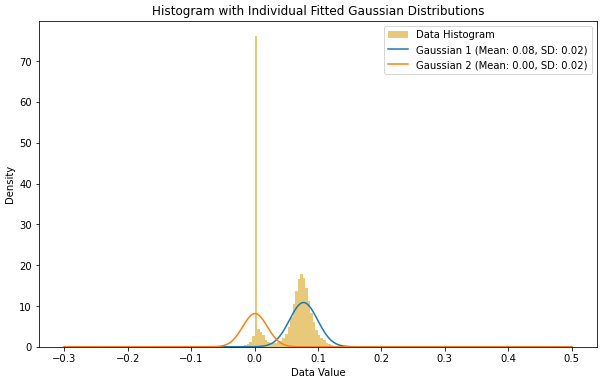 Histogram with Individual Fitted Gaussian Distributions
Data Histogram
Gaussian 1 (Mean: 0.08, SD: 0.02)
Gaussian 2 (Mean: 0.00, SD: 0.02)
Density
70
60
50
40
30
20
10
0
−0.3 −0.2 −0.1 0.0 0.1 0.2 0.3 0.4 0.5
Data Value